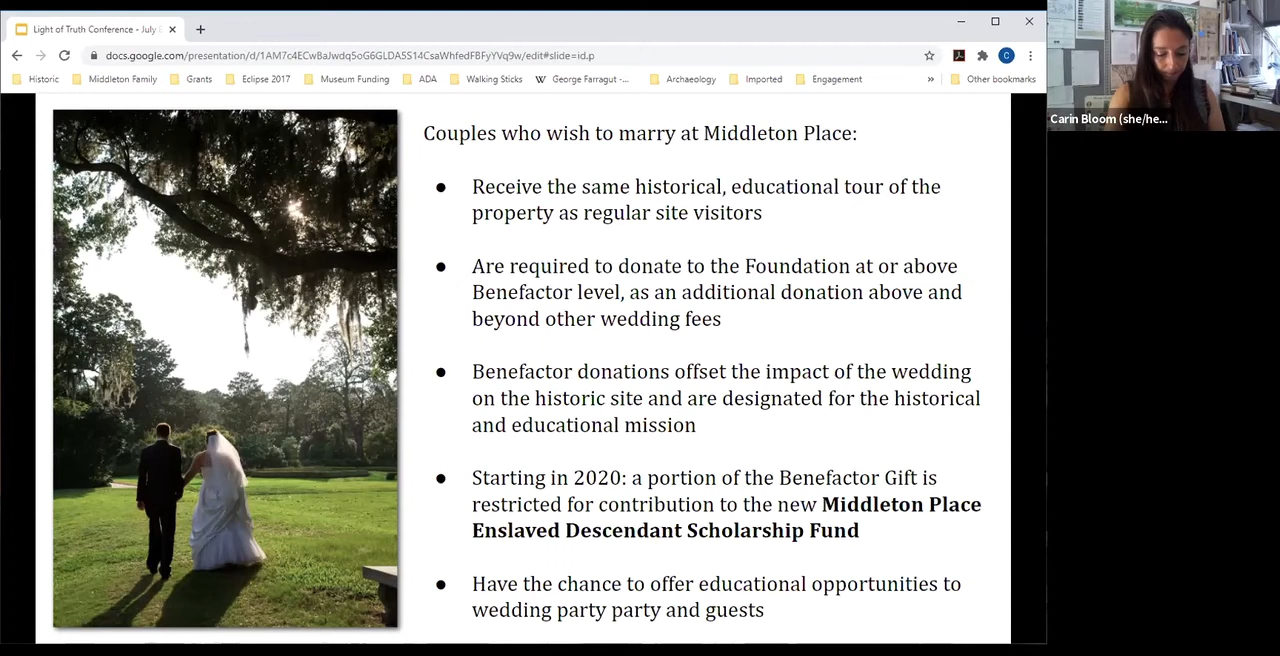 Light of Truth Conference - July
docs.google.com/presentation/d/1AM7c4ECwBaJwdq5oG6GLDA5S14CsaWhfedFBFyYVq9w/edit#slide=id.p
C
Historic
Middleton Family
Grants
Eclipse 2017
Museum Funding
ADA
Walking Sticks
W George Farragut -...
Archaeology
Imported
Engagement
»
Other bookmarks
Carin Bloom (she/he...
Couples who wish to marry at Middleton Place:
● Receive the same historical, educational tour of the
property as regular site visitors
● Are required to donate to the Foundation at or above
Benefactor level, as an additional donation above and
beyond other wedding fees
● Benefactor donations offset the impact of the wedding
on the historic site and are designated for the historical
and educational mission
● Starting in 2020: a portion of the Benefactor Gift is
restricted for contribution to the new Middleton Place
Enslaved Descendant Scholarship Fund
● Have the chance to offer educational opportunities to
wedding party party and guests